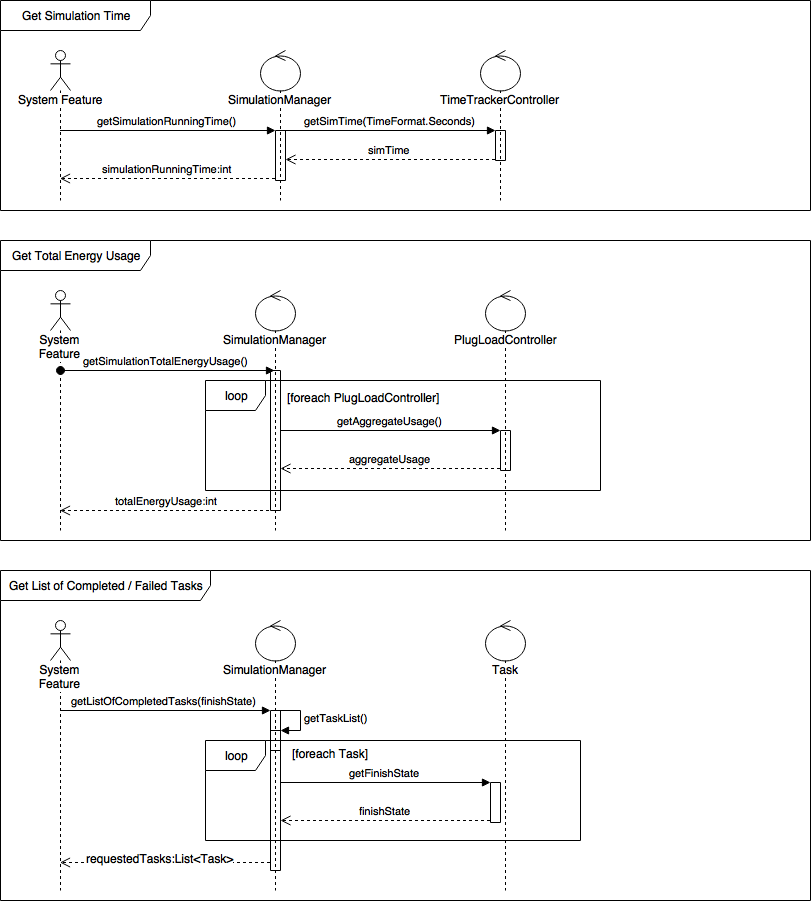 Get Simulation Time
System Feature
SimulationManager
TimeTrackerController
getSimulationRunningTime()
getSimTime(TimeFormat.Seconds)
simTime
simulationRunningTime:int
Get Total Energy Usage
System
Feature
SimulationManager
PlugLoadController
getSimulationTotalEnergyUsage()
loop
[foreach PlugLoadController]
getAggregateUsage()
aggregateUsage
totalEnergyUsage:int
Get List of Completed / Failed Tasks
System
Feature
SimulationManager
Task
getListOfCompletedTasks(finishState)
getTaskList()
loop
[foreach Task]
getFinishState
finishState
requestedTasks:List<Task>